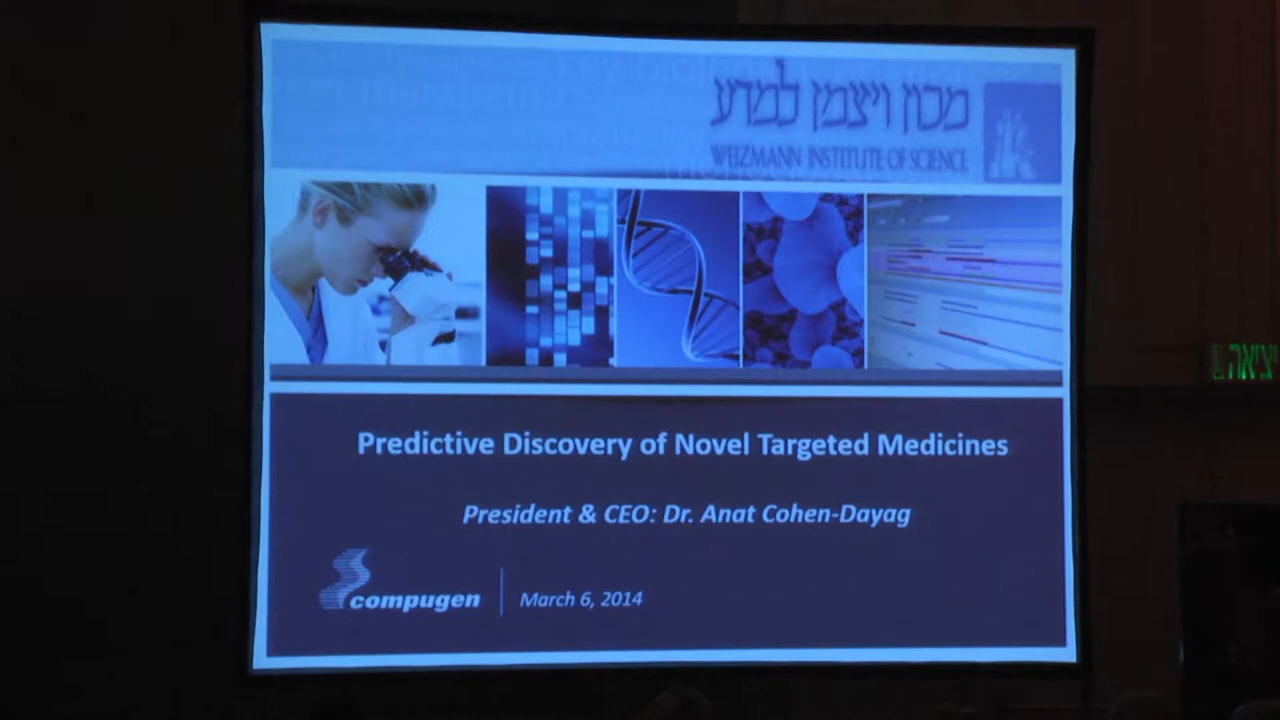 מכון ויצמן למדע
WEIZMANN INSTITUTE OF SCIENCE
Predictive Discovery of Novel Targeted Medicines
President & CEO: Dr. Anat Cohen-Dayag
compugen
March 6, 2014
יציאה